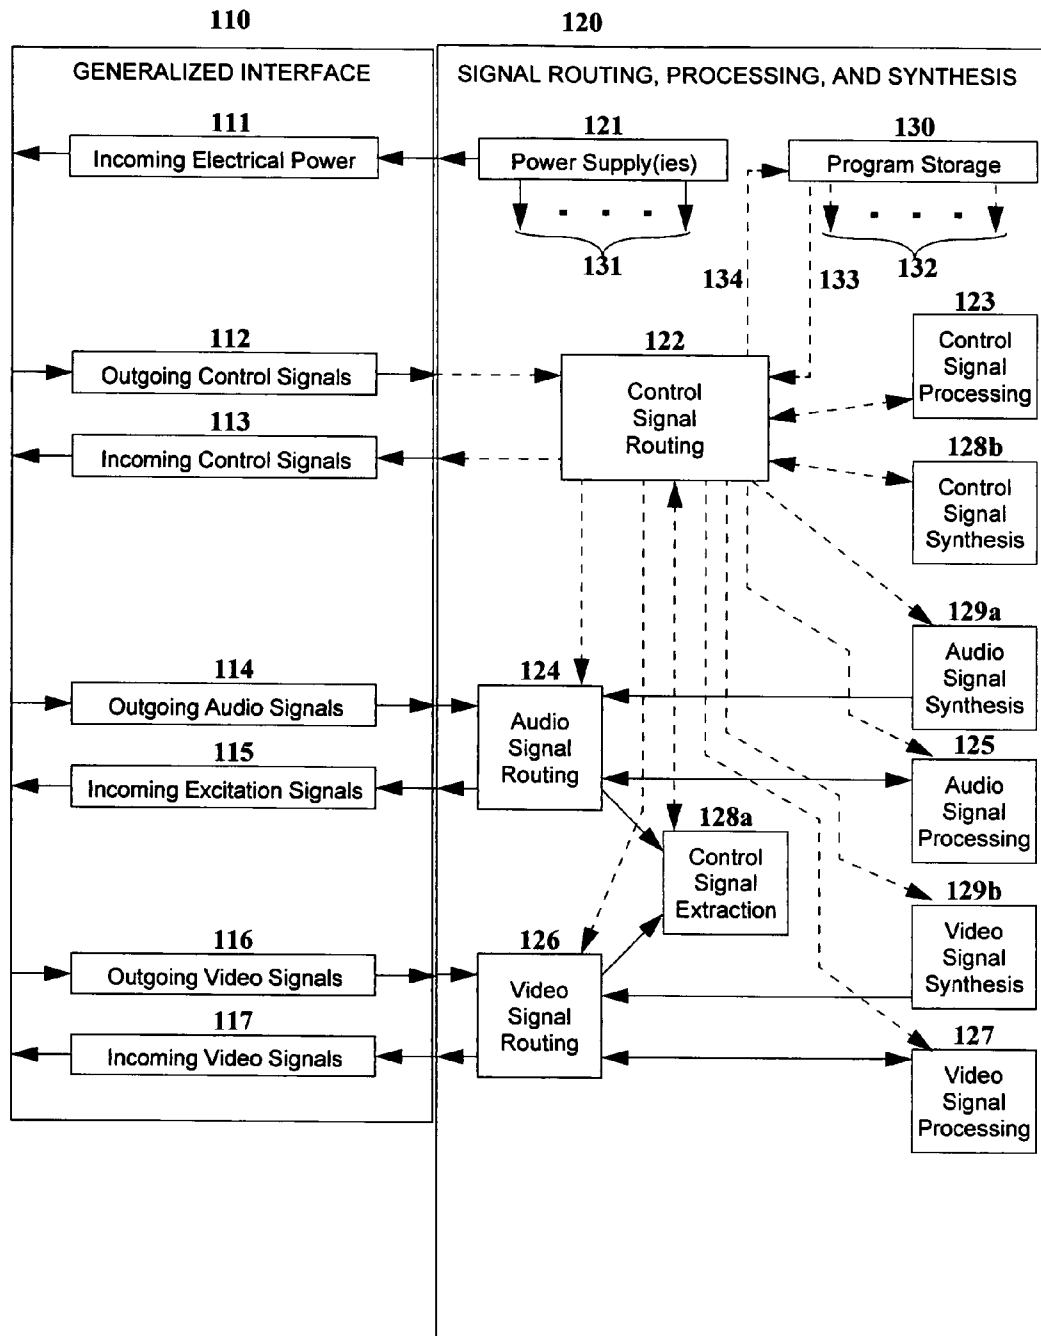 110
120
GENERALIZED INTERFACE
SIGNAL ROUTING, PROCESSING, AND SYNTHESIS
111
Incoming Electrical Power
121
Power Supply(ies)
130
Program Storage
131
134
133
132
112
Outgoing Control Signals
122
Control
Signal
Routing
123
Control
Signal
Processing
113
Incoming Control Signals
128b
Control
Signal
Synthesis
129a
Audio
Signal
Synthesis
114
Outgoing Audio Signals
124
Audio
Signal
Routing
115
Incoming Excitation Signals
125
Audio
Signal
Processing
128a
Control
Signal
Extraction
129b
Video
Signal
Synthesis
116
Outgoing Video Signals
126
Video
Signal
Routing
117
Incoming Video Signals
127
Video
Signal
Processing